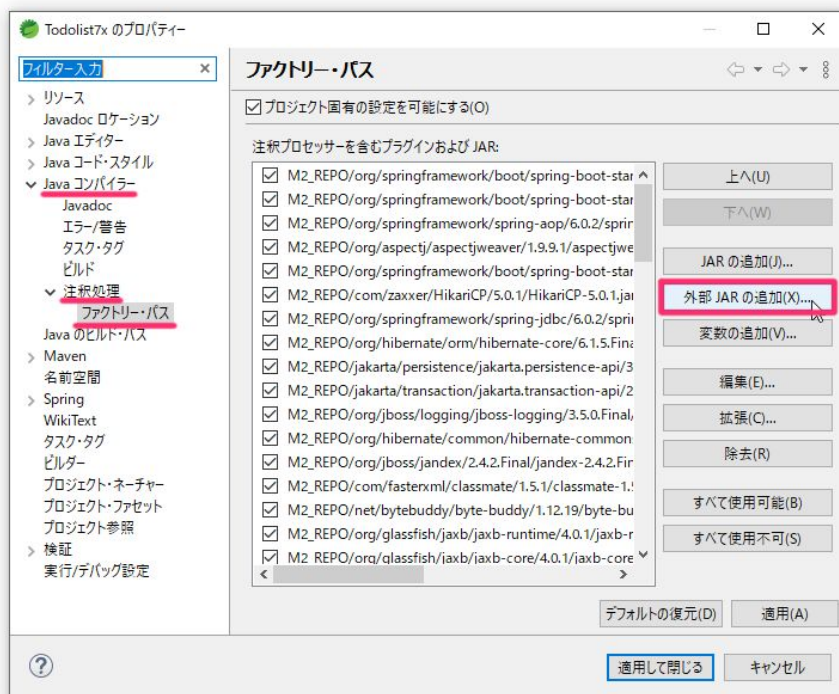 Todolist7x のプロパティー
フィルター入力
リソース
Javadoc ロケーション
Java エディター
Java コード・スタイル
Java コンパイラー
Javadoc
エラー/警告
タスク・タグ
ビルド
注釈処理
ファクトリー・パス
Java のビルド・パス
Maven
名前空間
Spring
WikiText
タスク・タグ
ビルダー
プロジェクト・ネーチャー
プロジェクト・ファセット
プロジェクト参照
検証
実行/デバッグ設定
ファクトリー・パス
プロジェクト固有の設定を可能にする(O)
注釈プロセッサーを含むプラグインおよび JAR:
M2_REPO/org/springframework/boot/spring-boot-star
M2_REPO/org/springframework/boot/spring-boot-star
M2_REPO/org/springframework/spring-aop/6.0.2/sprin
M2_REPO/org/aspectj/aspectjweaver/1.9.9.1/aspectjwe
M2_REPO/org/springframework/boot/spring-boot-star
M2_REPO/com/zaxxer/HikariCP/5.0.1/HikariCP-5.0.1.jar
M2_REPO/org/springframework/spring-jdbc/6.0.2/sprin
M2_REPO/org/hibernate/orm/hibernate-core/6.1.5.Fina
M2_REPO/jakarta/persistence/jakarta.persistence-api/3
M2_REPO/jakarta/transaction/jakarta.transaction-api/2
M2_REPO/org/jboss/logging/jboss-logging/3.5.0.Final/
M2_REPO/org/hibernate/common/hibernate-common
M2_REPO/org/jboss/jandex/2.4.2.Final/jandex-2.4.2.Fin
M2_REPO/com/fasterxml/classmate/1.5.1/classmate-1.5
M2_REPO/net/bytebuddy/byte-buddy/1.12.19/byte-bu
M2_REPO/org/glassfish/jaxb/jaxb-runtime/4.0.1/jaxb-r
M2_REPO/org/glassfish/jaxb/jaxb-core/4.0.1/jaxb-core
上へ(U)
下へ(W)
JAR の追加(J)...
外部 JAR の追加(X)...
変数の追加(V)...
編集(E)...
拡張(C)...
除去(R)
すべて使用可能(B)
すべて使用不可(S)
デフォルトの復元(D)
適用(A)
適用して閉じる
キャンセル